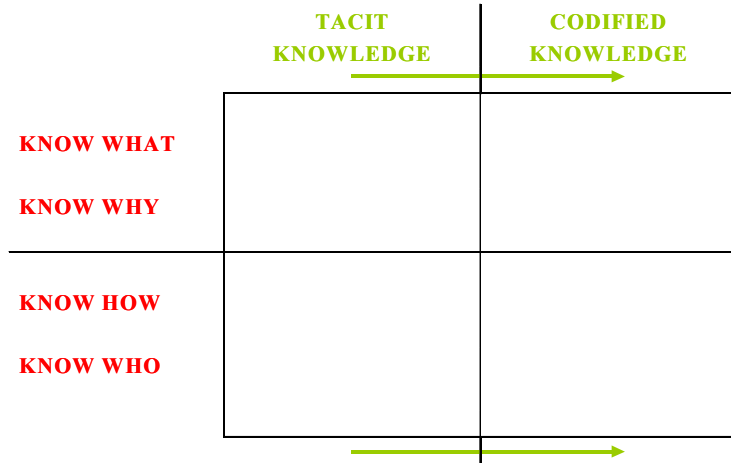 TACIT
KNOWLEDGE
CODIFIED
KNOWLEDGE
KNOW WHAT
KNOW WHY
KNOW HOW
KNOW WHO